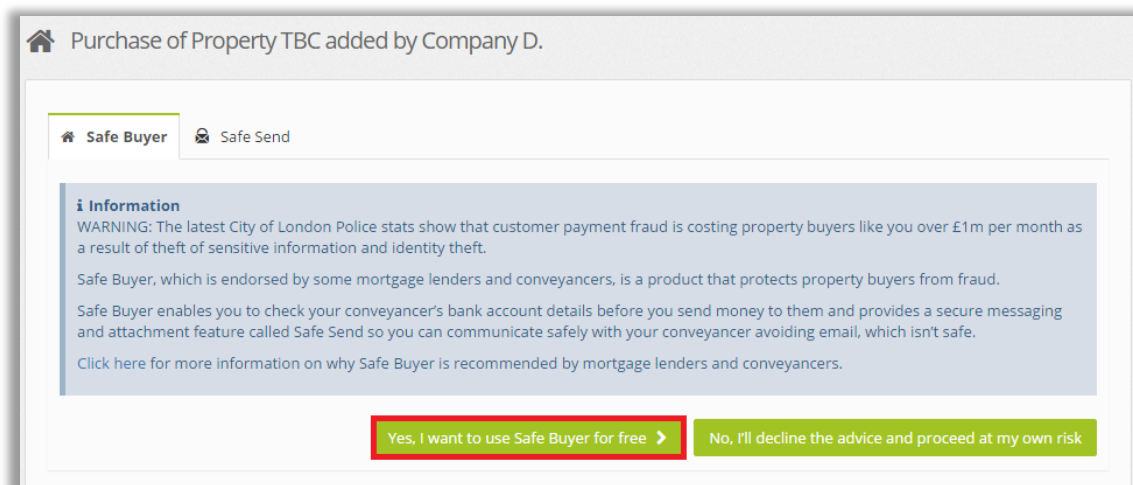 Purchase of Property TBC added by Company D.
Safe Buyer
Safe Send
Information
WARNING: The latest City of London Police stats show that customer payment fraud is costing property buyers like you over £1m per month as
a result of theft of sensitive information and identity theft.
Safe Buyer, which is endorsed by some mortgage lenders and conveyancers, is a product that protects property buyers from fraud.
Safe Buyer enables you to check your conveyancer's bank account details before you send money to them and provides a secure messaging
and attachment feature called Safe Send so you can communicate safely with your conveyancer avoiding email, which isn't safe.
Click here for more information on why Safe Buyer is recommended by mortgage lenders and conveyancers.
Yes, I want to use Safe Buyer for free
No, I'll decline the advice and proceed at my own risk